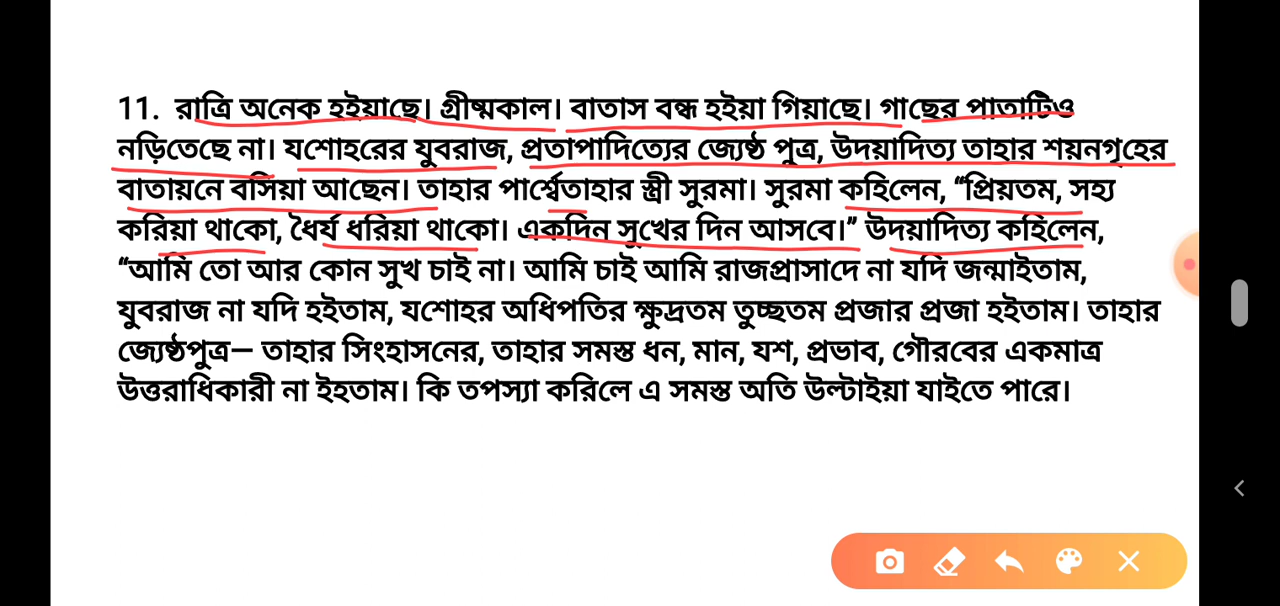 11. রাত্রি অনেক হইয়াছে। গ্রীষ্মকাল। বাতাস বন্ধ হইয়া গিয়াছে। গাছের পাতাটিও
নড়িতেছে না। যশোহরের যুবরাজ, প্রতাপাদিত্যের জ্যেষ্ঠ পুত্র, উদয়াদিত্য তাহার শয়নগৃহের
বাতায়নে বসিয়া আছেন। তাহার পার্শ্বেতাহার স্ত্রী সুরমা। সুরমা কহিলেন, “প্রিয়তম, সহ্য
করিয়া থাকো, ধৈর্য ধরিয়া থাকো। একদিন সুখের দিন আসবে।” উদয়াদিত্য কহিলেন,
“আমি তো আর কোন সুখ চাই না। আমি চাই আমি রাজপ্রাসাদে না যদি জন্মাইতাম,
যুবরাজ না যদি হইতাম, যশোহর অধিপতির ক্ষুদ্রতম তুচ্ছতম প্রজার প্রজা হইতাম। তাহার
জ্যেষ্ঠপুত্র— তাহার সিংহাসনের, তাহার সমস্ত ধন, মান, যশ, প্রভাব, গৌরবের একমাত্র
উত্তরাধিকারী না ইহতাম। কি তপস্যা করিলে এ সমস্ত অতি উল্টাইয়া যাইতে পারে।